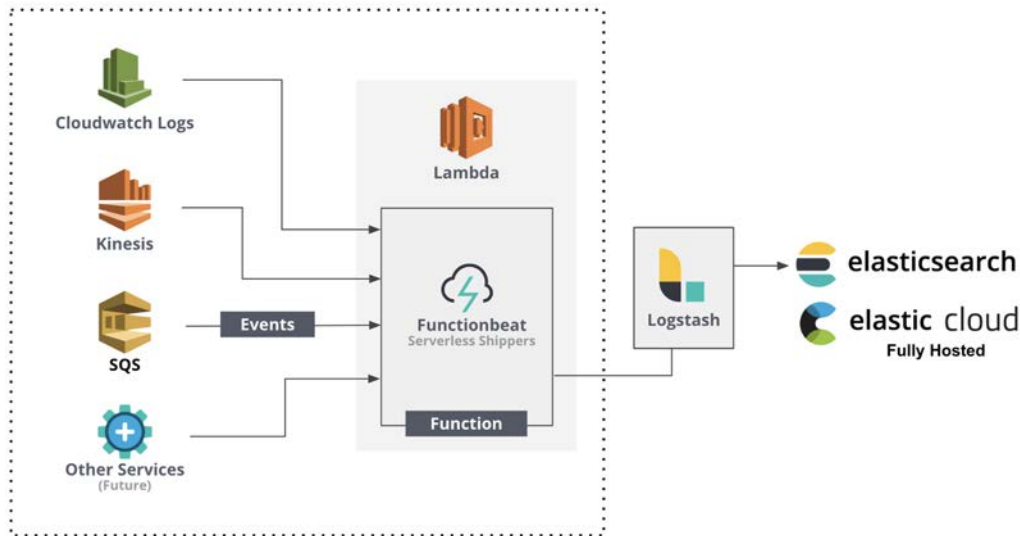 Cloudwatch Logs
Kinesis
SQS
Other Services
(Future)
Events
Lambda
Functionbeat
Serverless Shippers
Function
Logstash
elasticsearch
elastic cloud
Fully Hosted